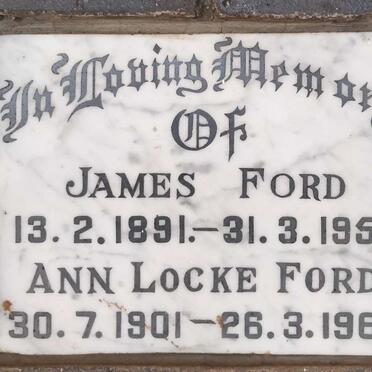 In Loving Memory
Of
JAMES FORD
13.2.1891.–31.3.195
ANN LOCKE FORD
30.7.1901–26.3.196